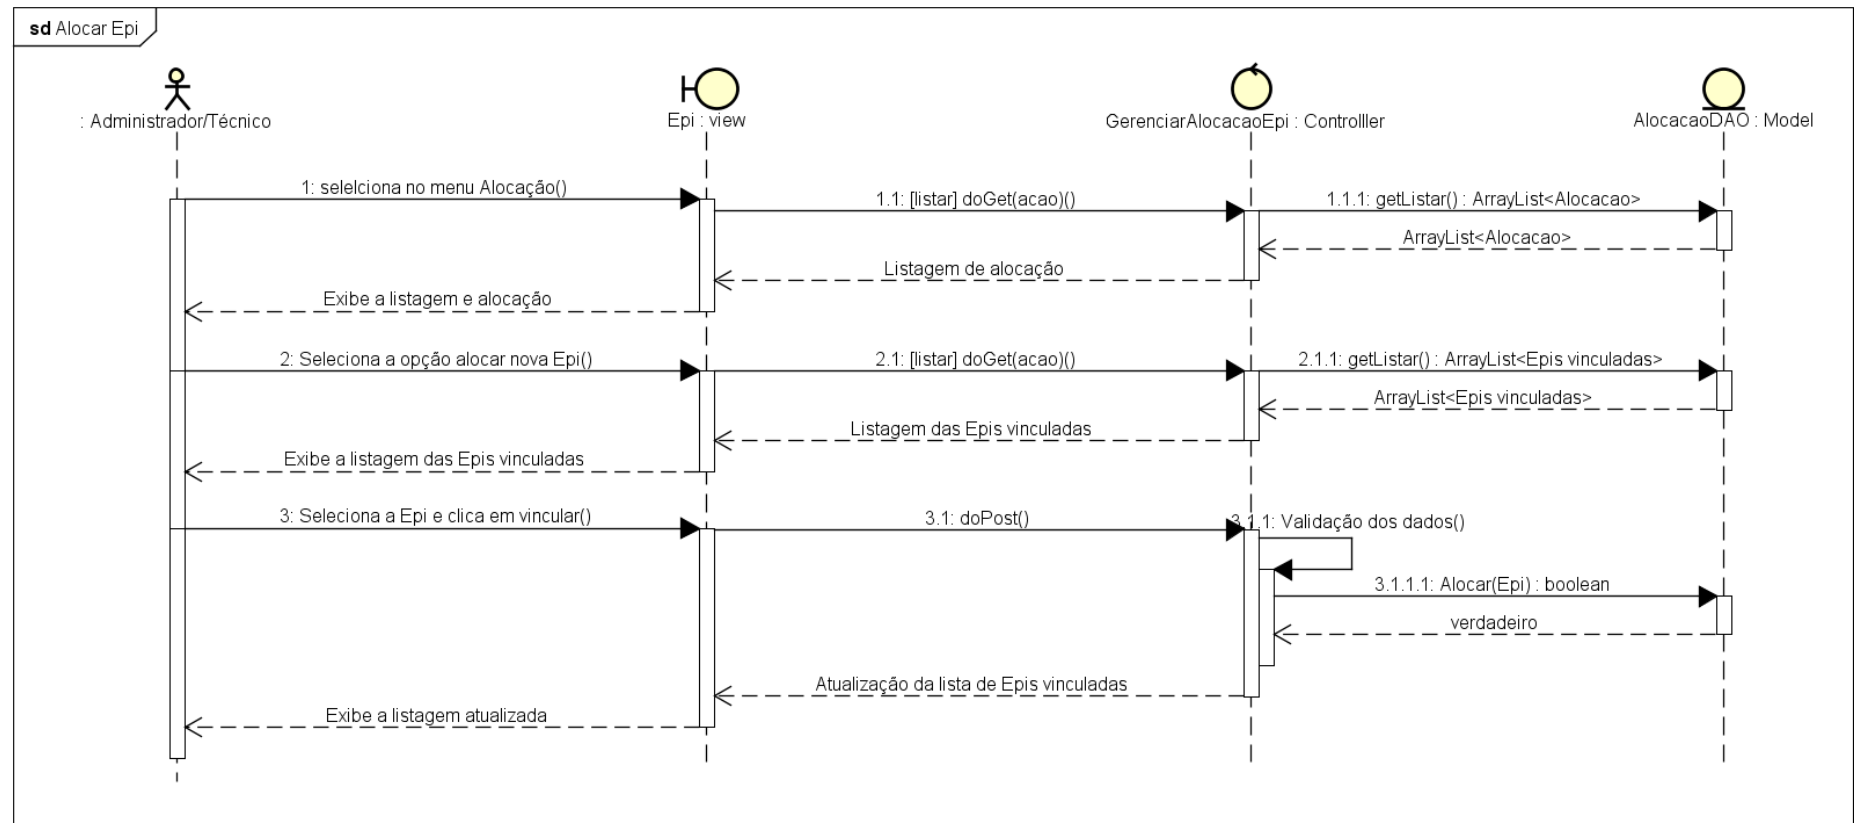 sd Alocar Epi
: Administrador/Técnico
Epi : view
GerenciarAlocacaoEpi : Controlller
AlocacaoDAO : Model
1: selelciona no menu Alocação()
1.1: [listar] doGet(acao)()
1.1.1: getListar() : ArrayList<Alocacao>
ArrayList<Alocacao>
Listagem de alocação
Exibe a listagem e alocação
2: Seleciona a opção alocar nova Epi()
2.1: [listar] doGet(acao)()
2.1.1: getListar() : ArrayList<Epis vinculadas>
ArrayList<Epis vinculadas>
Listagem das Epis vinculadas
Exibe a listagem das Epis vinculadas
3: Seleciona a Epi e clica em vincular()
3.1: doPost()
3.1.1: Validação dos dados()
3.1.1.1: Alocar(Epi) : boolean
verdadeiro
Atualização da lista de Epis vinculadas
Exibe a listagem atualizada